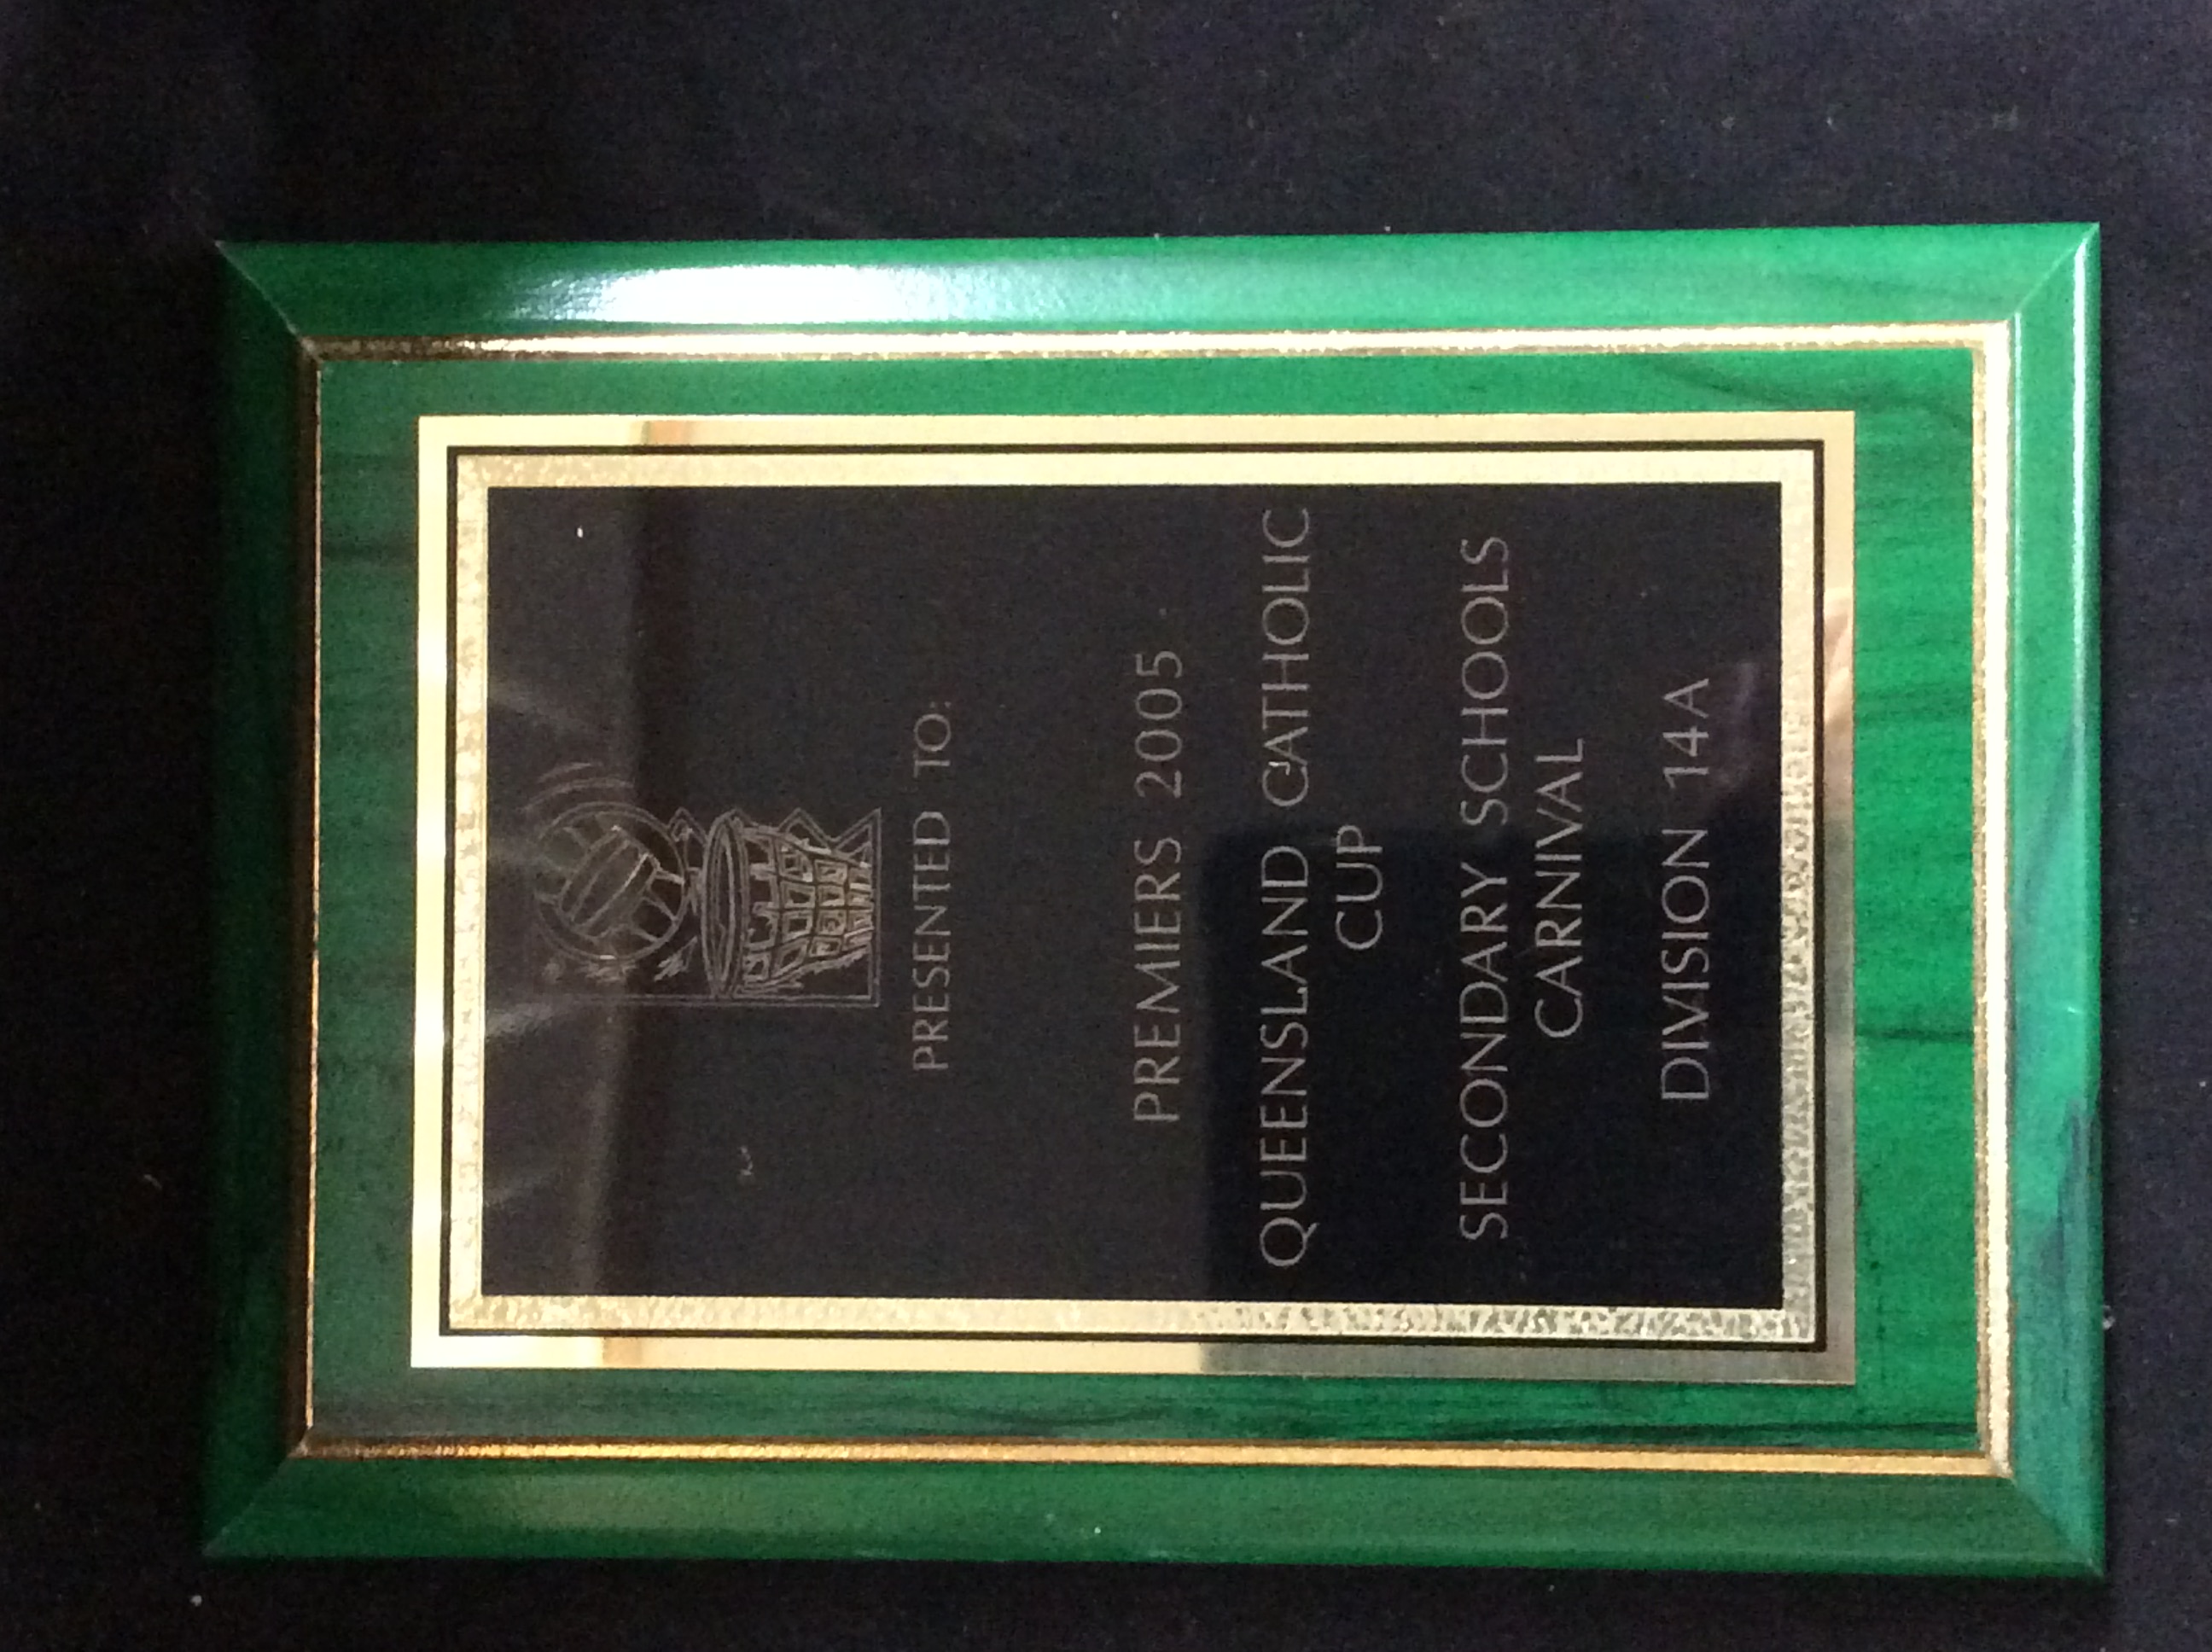 PRESENTED TO:
PREMIERS 2005
QUEENSLAND CATHOLIC
CUP
SECONDARY SCHOOLS
CARNIVAL
DIVISION 14A